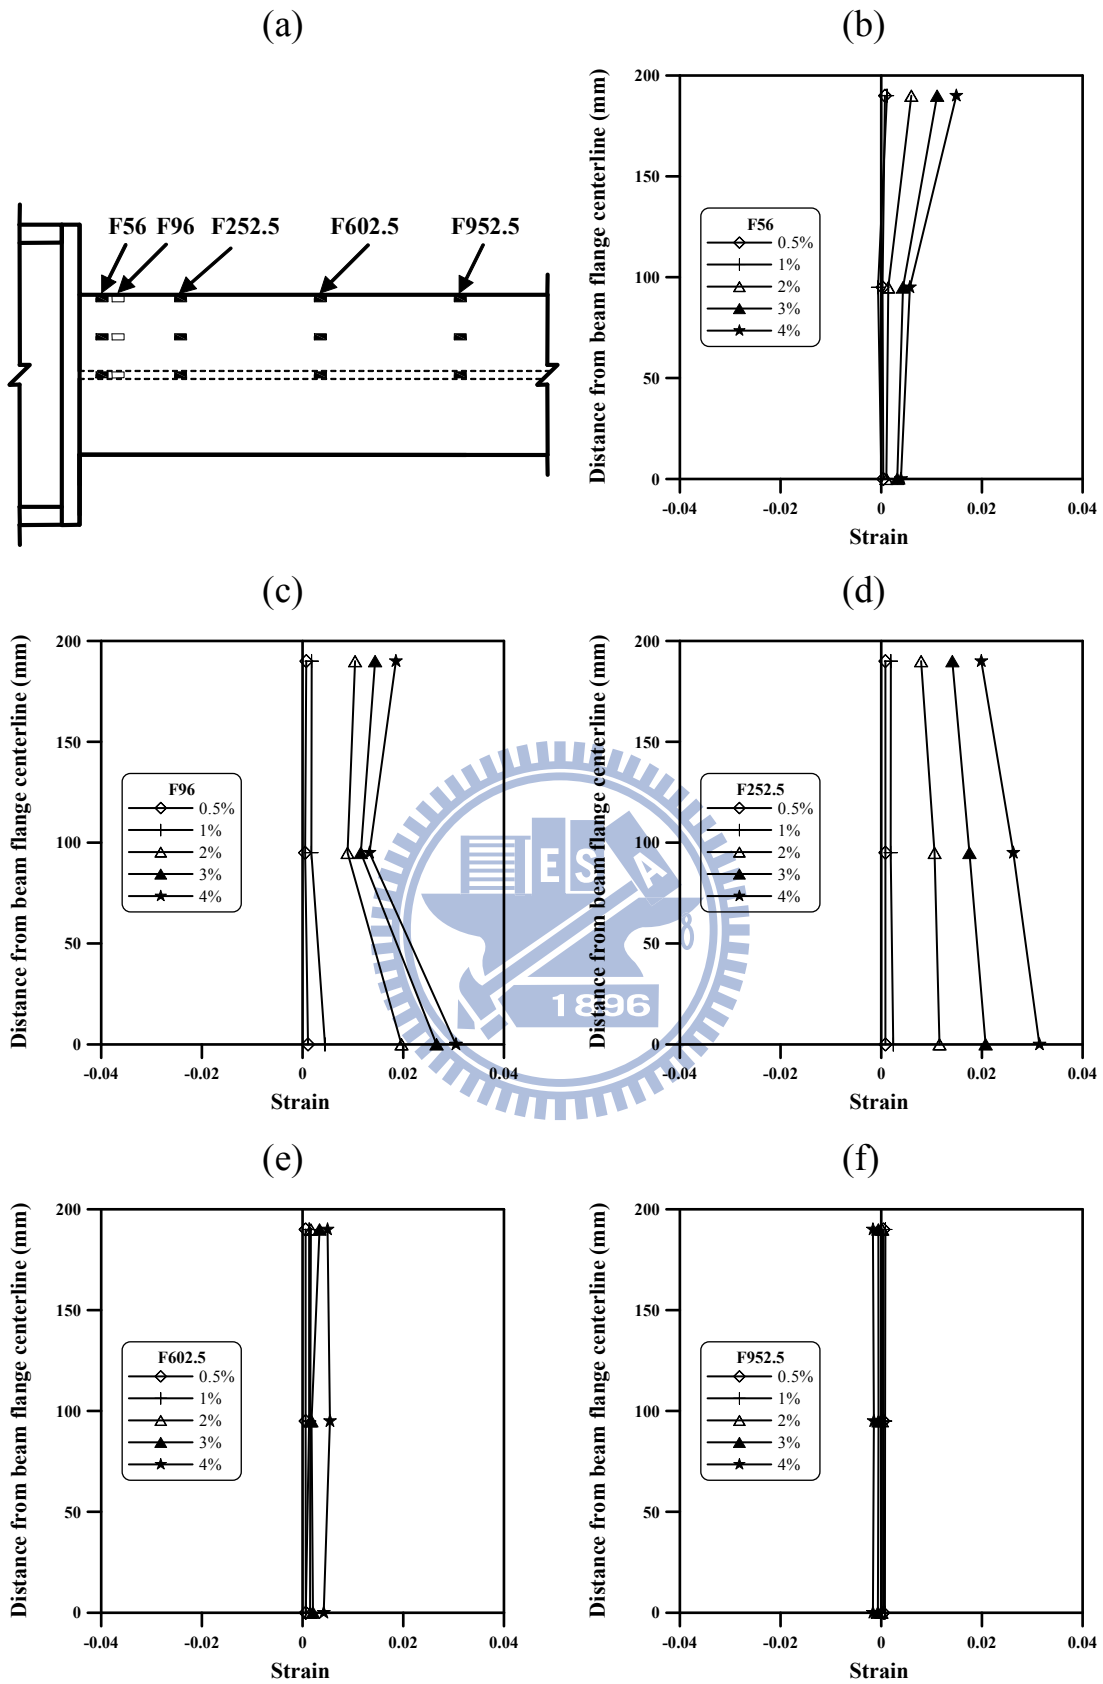 (a)
F56 F96 F252.5 F602.5 F952.5
(b)
Distance from beam flange centerline (mm)
200
150
100
50
0
F56
0.5%
1%
2%
3%
4%
-0.04 -0.02 0 0.02 0.04
Strain
(c)
Distance from beam flange centerline (mm)
200
150
100
50
0
F96
0.5%
1%
2%
3%
4%
-0.04 -0.02 0 0.02 0.04
Strain
(d)
Distance from beam flange centerline (mm)
200
150
100
50
0
F252.5
0.5%
1%
2%
3%
4%
-0.04 -0.02 0 0.02 0.04
Strain
E S A
8
1896
(e)
Distance from beam flange centerline (mm)
200
150
100
50
0
F602.5
0.5%
1%
2%
3%
4%
-0.04 -0.02 0 0.02 0.04
Strain
(f)
Distance from beam flange centerline (mm)
200
150
100
50
0
F952.5
0.5%
1%
2%
3%
4%
-0.04 -0.02 0 0.02 0.04
Strain